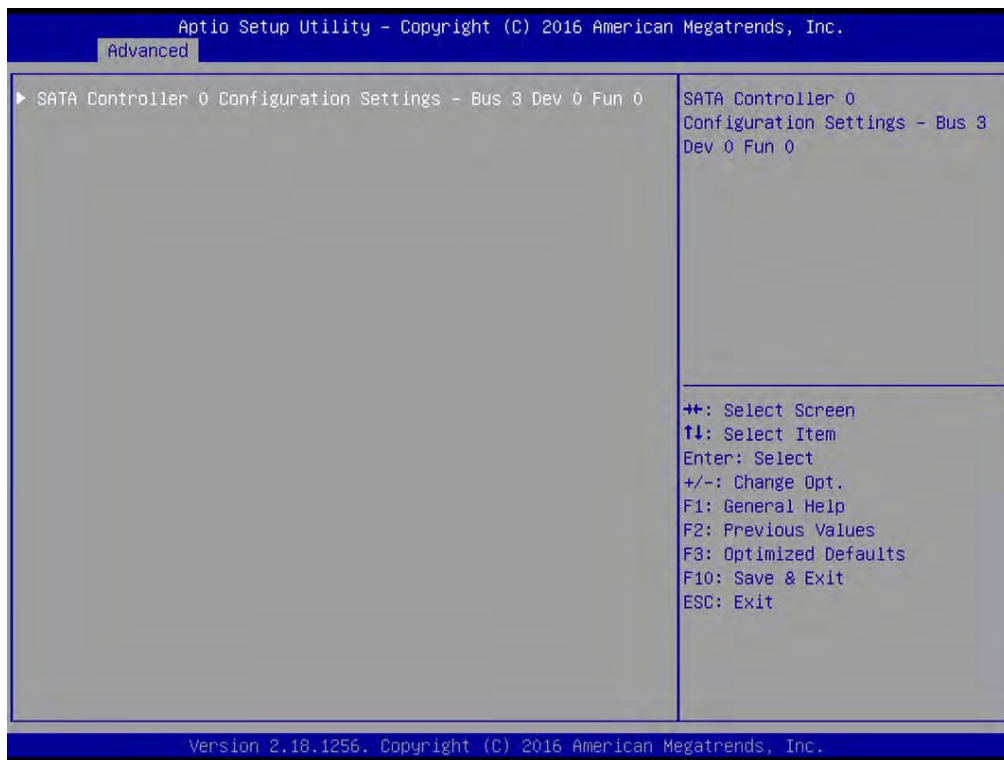 Aptio Setup Utility – Copyright (C) 2016 American Megatrends, Inc.
Advanced
▶ SATA Controller 0 Configuration Settings - Bus 3 Dev 0 Fun 0
SATA Controller 0
Configuration Settings - Bus 3
Dev 0 Fun 0
→←: Select Screen
↑↓: Select Item
Enter: Select
+/-: Change Opt.
F1: General Help
F2: Previous Values
F3: Optimized Defaults
F10: Save & Exit
ESC: Exit
Version 2.18.1256. Copyright (C) 2016 American Megatrends, Inc.